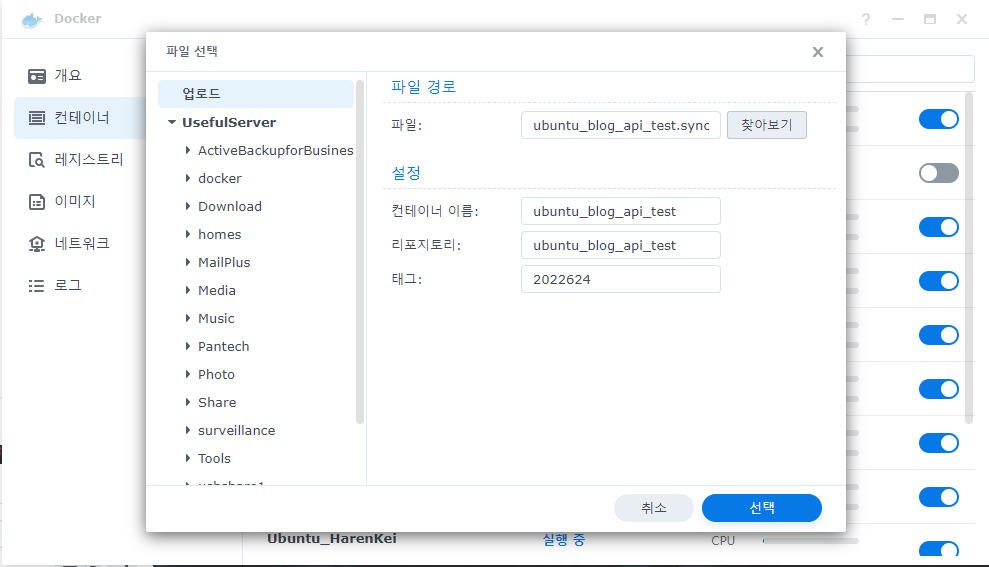 Docker
파일 선택
개요
컨테이너
레지스트리
이미지
네트워크
로그
업로드
UsefulServer
ActiveBackupforBusines
docker
Download
homes
MailPlus
Media
Music
Pantech
Photo
Share
surveillance
Tools
파일 경로
파일: ubuntu_blog_api_test.sync 찾아보기
설정
컨테이너 이름: ubuntu_blog_api_test
리포지토리: ubuntu_blog_api_test
태그: 2022624
취소 선택
Ubuntu_HarenKei 실행 중 CPU